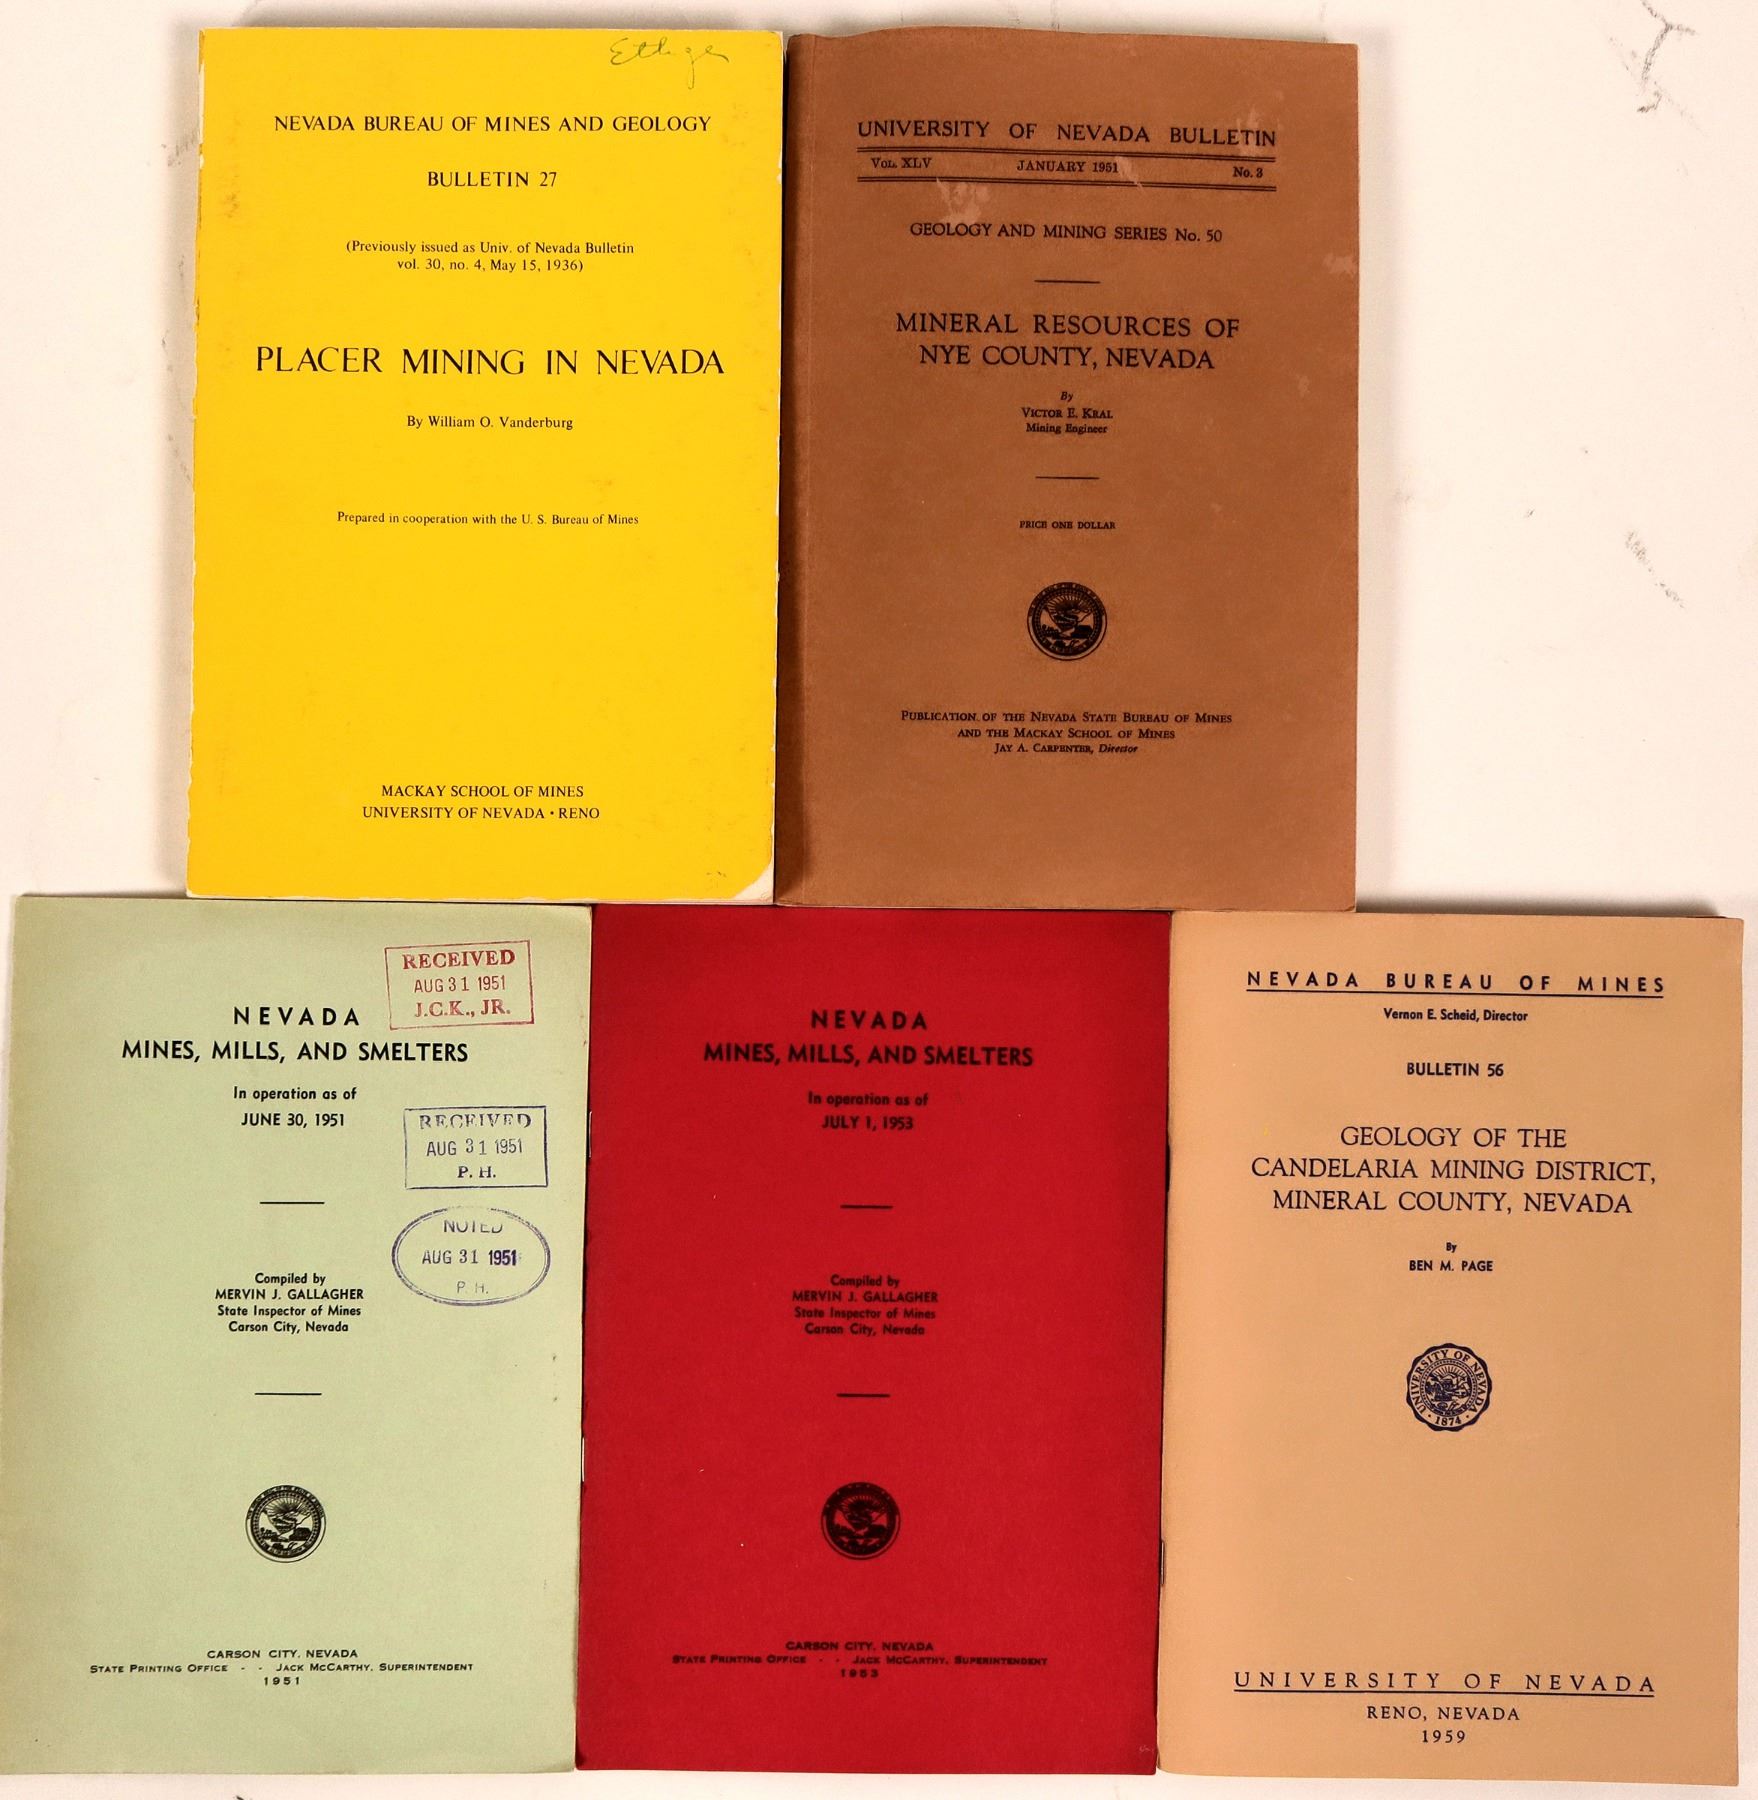 NEVADA BUREAU OF MINES AND GEOLOGY
BULLETIN 27
(Previously issued as Univ. of Nevada Bulletin
vol. 30, no. 4, May 15, 1936)
PLACER MINING IN NEVADA
By William O. Vanderburg
Prepared in cooperation with the U. S. Bureau of Mines
MACKAY SCHOOL OF MINES
UNIVERSITY OF NEVADA • RENO
UNIVERSITY OF NEVADA BULLETIN
VOL. XLV JANUARY 1951 No. 3
GEOLOGY AND MINING SERIES No. 50
MINERAL RESOURCES OF
NYE COUNTY, NEVADA
By
VICTOR E. KRAL
Mining Engineer
PRICE ONE DOLLAR
PUBLICATION OF THE NEVADA STATE BUREAU OF MINES
AND THE MACKAY SCHOOL OF MINES
JAY A. CARPENTER, Director
RECEIVED
AUG 31 1951
J.C.K., JR.
NEVADA
MINES, MILLS, AND SMELTERS
In operation as of
JUNE 30, 1951
RECEIVED
AUG 31 1951
P. H.
NOTED
AUG 31 1951
P. H.
Compiled by
MERVIN J. GALLAGHER
State Inspector of Mines
Carson City, Nevada
CARSON CITY, NEVADA
STATE PRINTING OFFICE - - JACK MCCARTHY, SUPERINTENDENT
1951
NEVADA
MINES, MILLS, AND SMELTERS
In operation as of
JULY 1, 1953
Compiled by
MERVIN J. GALLAGHER
State Inspector of Mines
Carson City, Nevada
CARSON CITY, NEVADA
STATE PRINTING OFFICE - - JACK MCCARTHY, SUPERINTENDENT
1953
NEVADA BUREAU OF MINES
Vernon E. Scheid, Director
BULLETIN 56
GEOLOGY OF THE
CANDELARIA MINING DISTRICT,
MINERAL COUNTY, NEVADA
By
BEN M. PAGE
UNIVERSITY OF NEVADA
1874
UNIVERSITY OF NEVADA
RENO, NEVADA
1959